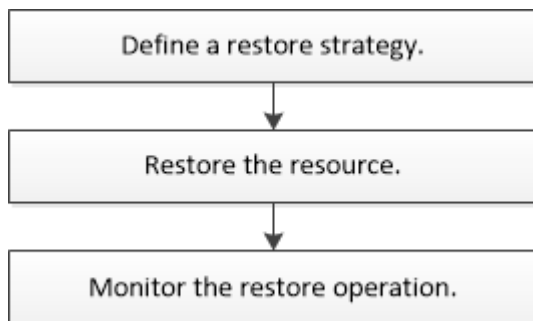 Define a restore strategy.
Restore the resource.
Monitor the restore operation.